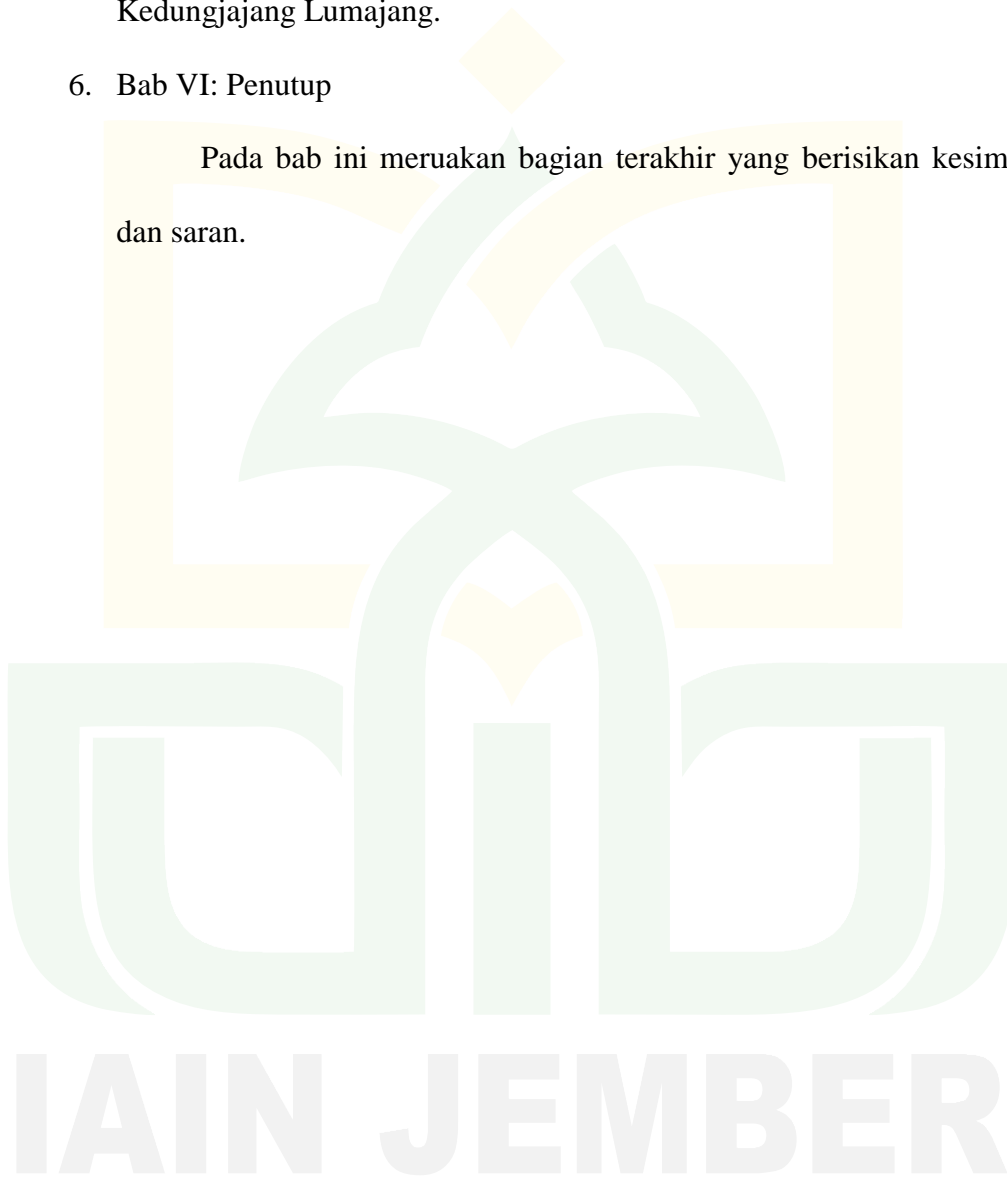 Kedungjajang Lumajang.
6. Bab VI: Penutup
Pada bab ini meruakan bagian terakhir yang berisikan kesim
dan saran.
IAIN JEMBER